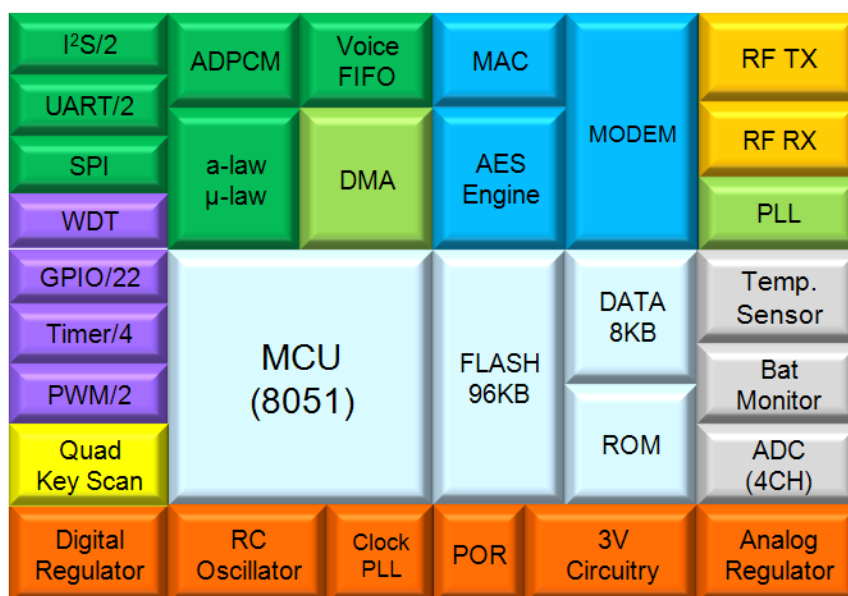 I²S/2
ADPCM
Voice
FIFO
MAC
MODEM
RF TX
UART/2
a-law
µ-law
DMA
AES
Engine
RF RX
SPI
WDT
PLL
GPIO/22
MCU
(8051)
FLASH
96KB
DATA
8KB
Temp.
Sensor
Timer/4
Bat
Monitor
PWM/2
ROM
Quad
Key Scan
ADC
(4CH)
Digital
Regulator
RC
Oscillator
Clock
PLL
POR
3V
Circuitry
Analog
Regulator